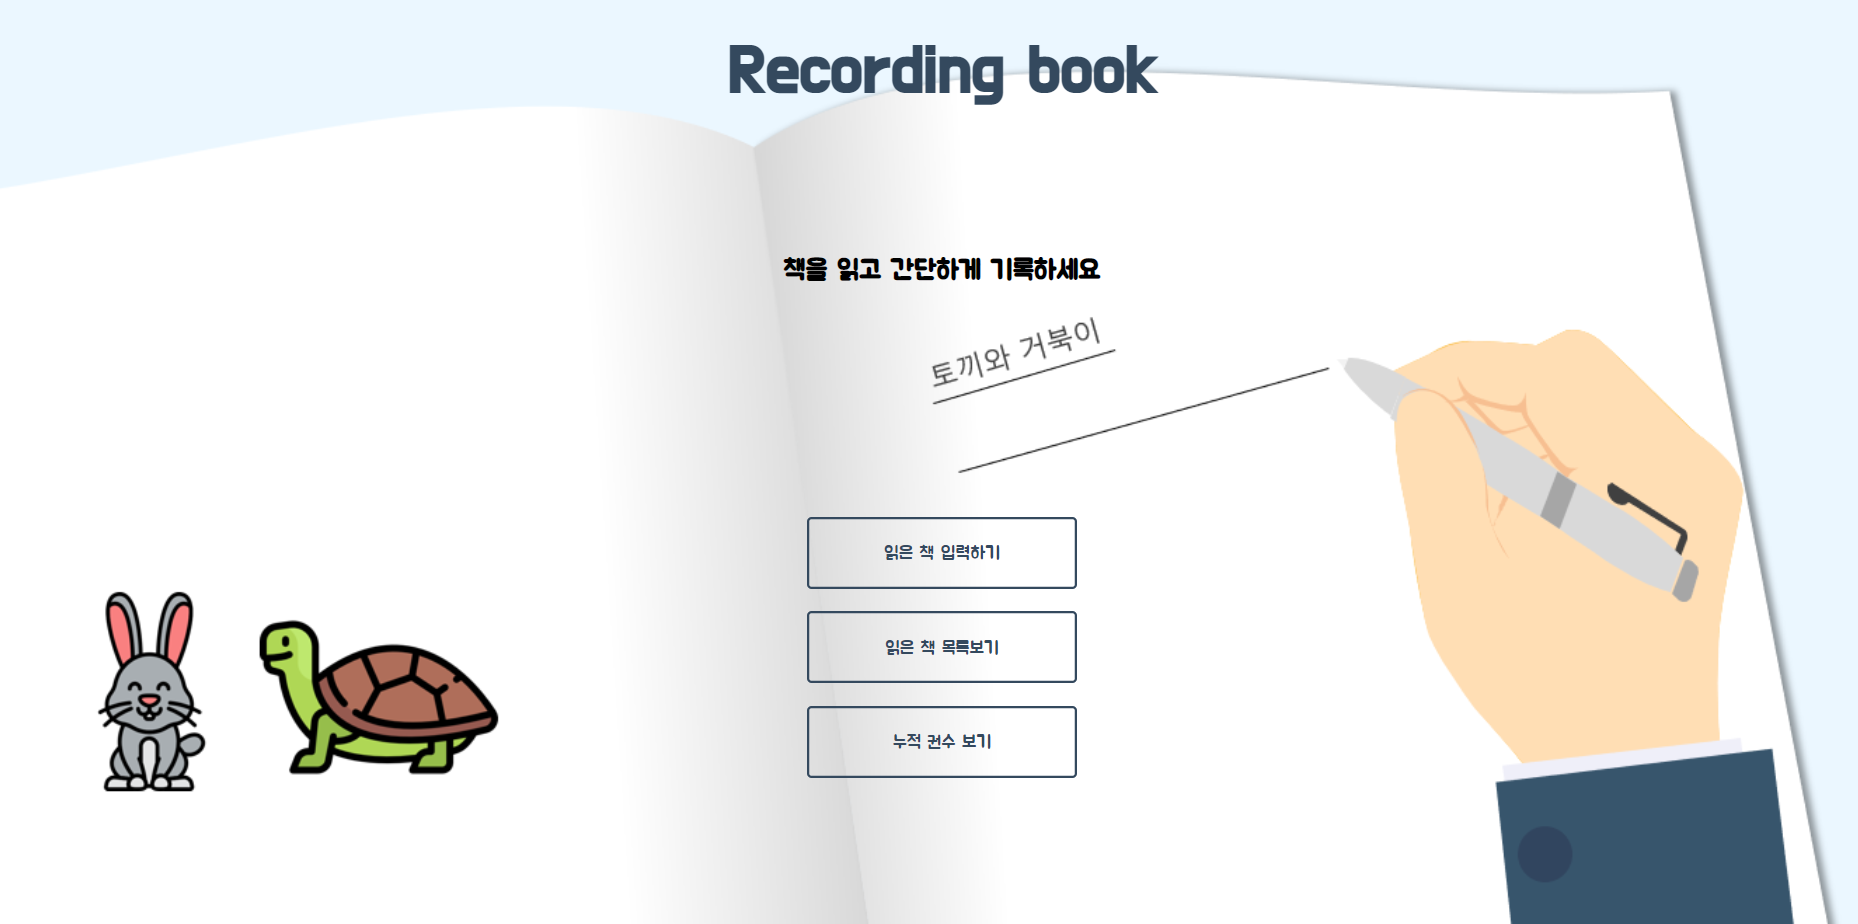 Recording book
책을 읽고 간단하게 기록하세요
토끼와 거북이
읽은 책 입력하기
읽은 책 목록보기
누적 권수 보기